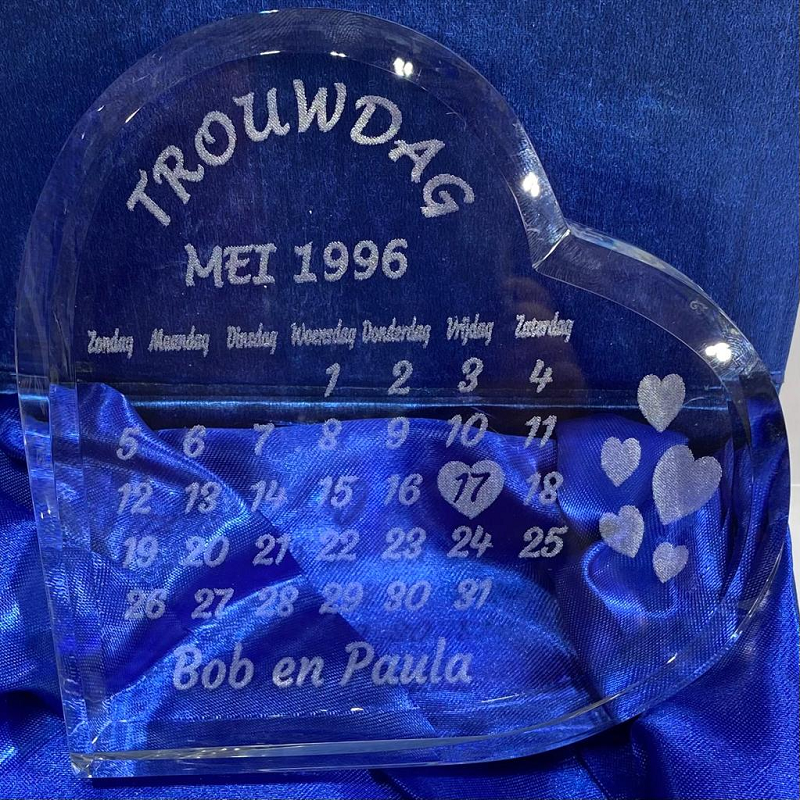 TROUWDAG
MEI 1996
Zondag Maandag Dinsdag Woensdag Donderdag Vrijdag Zaterdag
1 2 3 4
5 6 7 8 9 10 11
12 13 14 15 16 17 18
19 20 21 22 23 24 25
26 27 28 29 30 31
Bob en Paula